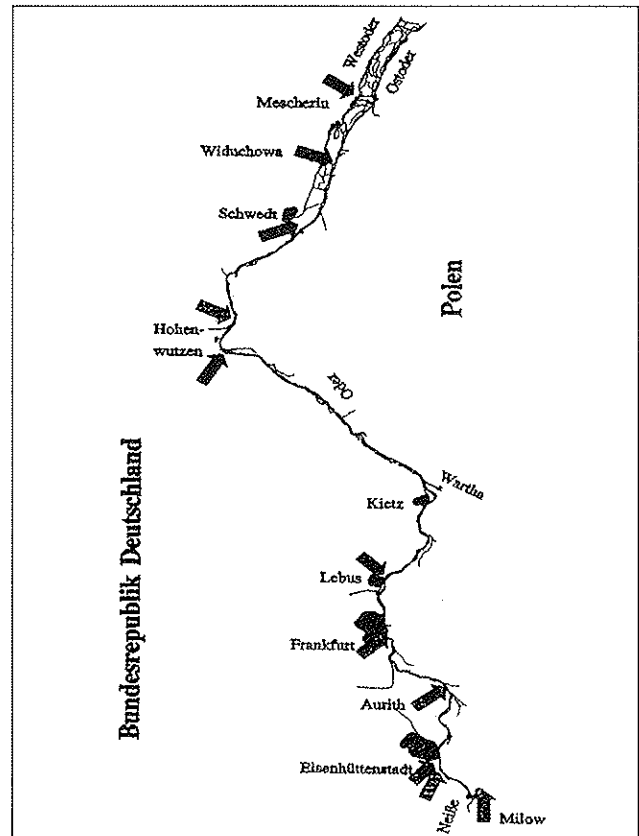 Westoder
Ostoder
Mescherin
Widuchowa
Schwedt
Polen
Hohen-
wutzen
Oder
Bundesrepublik Deutschland
Wartha
Kietz
Lebus
Frankfurt
Aurith
Eisenhüttenstadt
Neiße
Milow